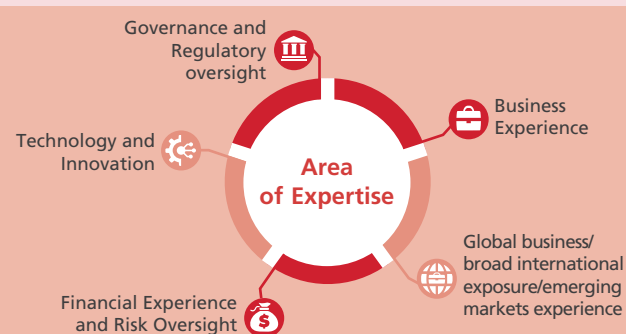 Governance and
Regulatory
oversight
Business
Experience
Technology and
Innovation
Area
of Expertise
Global business/
broad international
exposure/emerging
markets experience
Financial Experience
and Risk Oversight
$